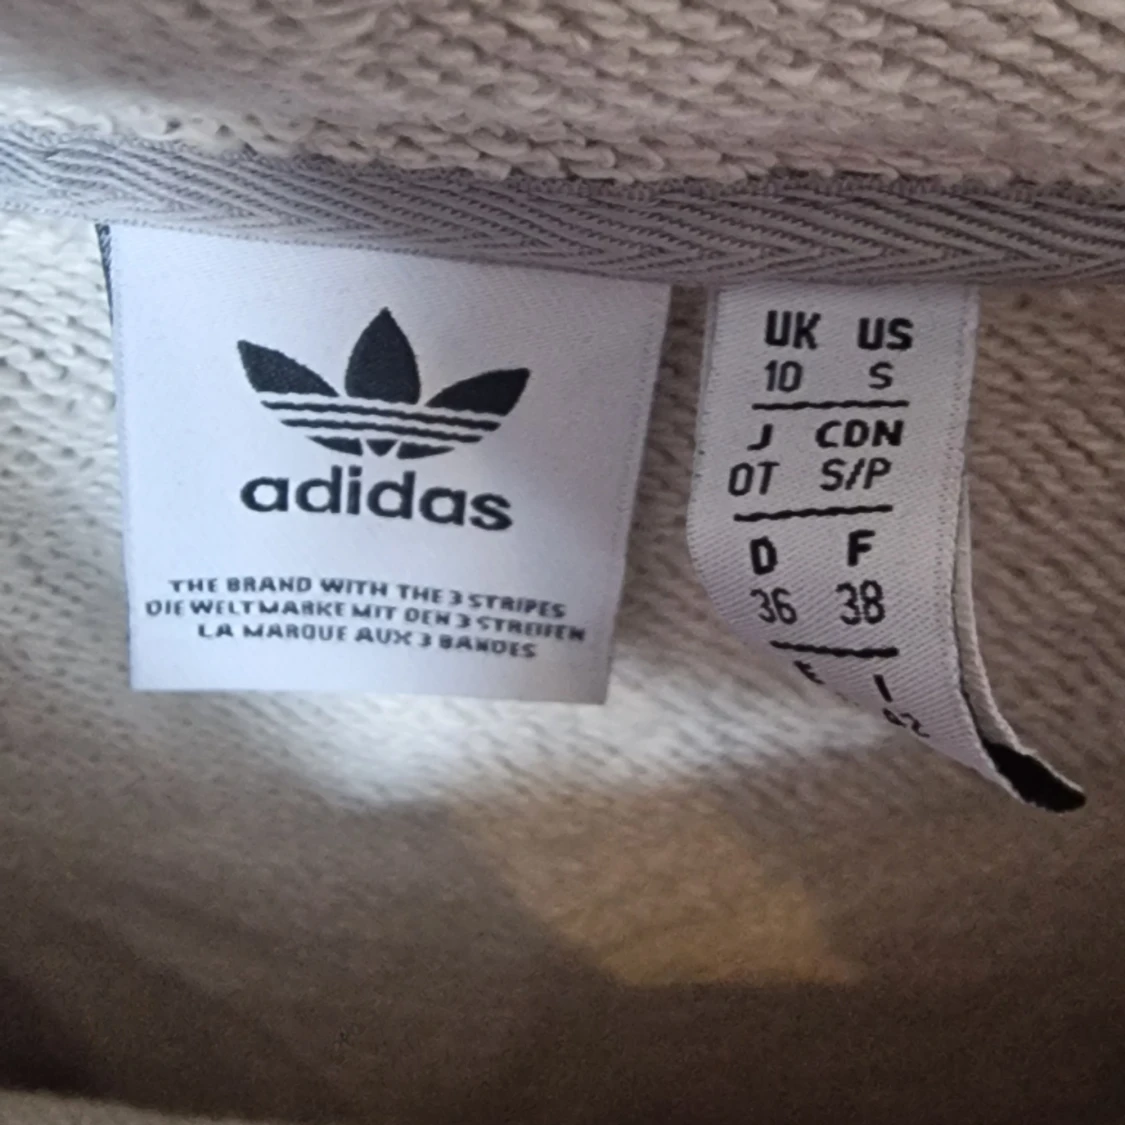 adidas
THE BRAND WITH THE 3 STRIPES
DIE WELTMARKE MIT DEN 3 STREIFEN
LA MARQUE AUX 3 BANDES
UK US
10 S
J CDN
OT S/P
D F
36 38
E I
42